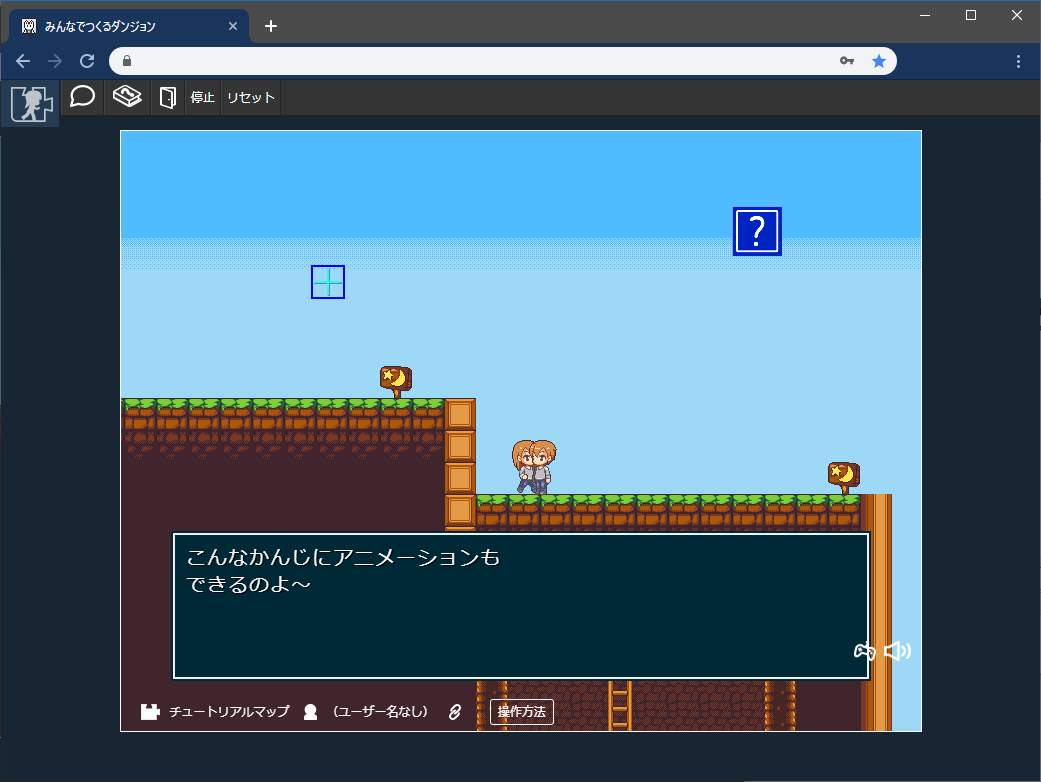 みんなでつくるダンジョン
停止 リセット
?
こんなかんじにアニメーションも
できるのよ～
チュートリアルマップ (ユーザー名なし) 操作方法